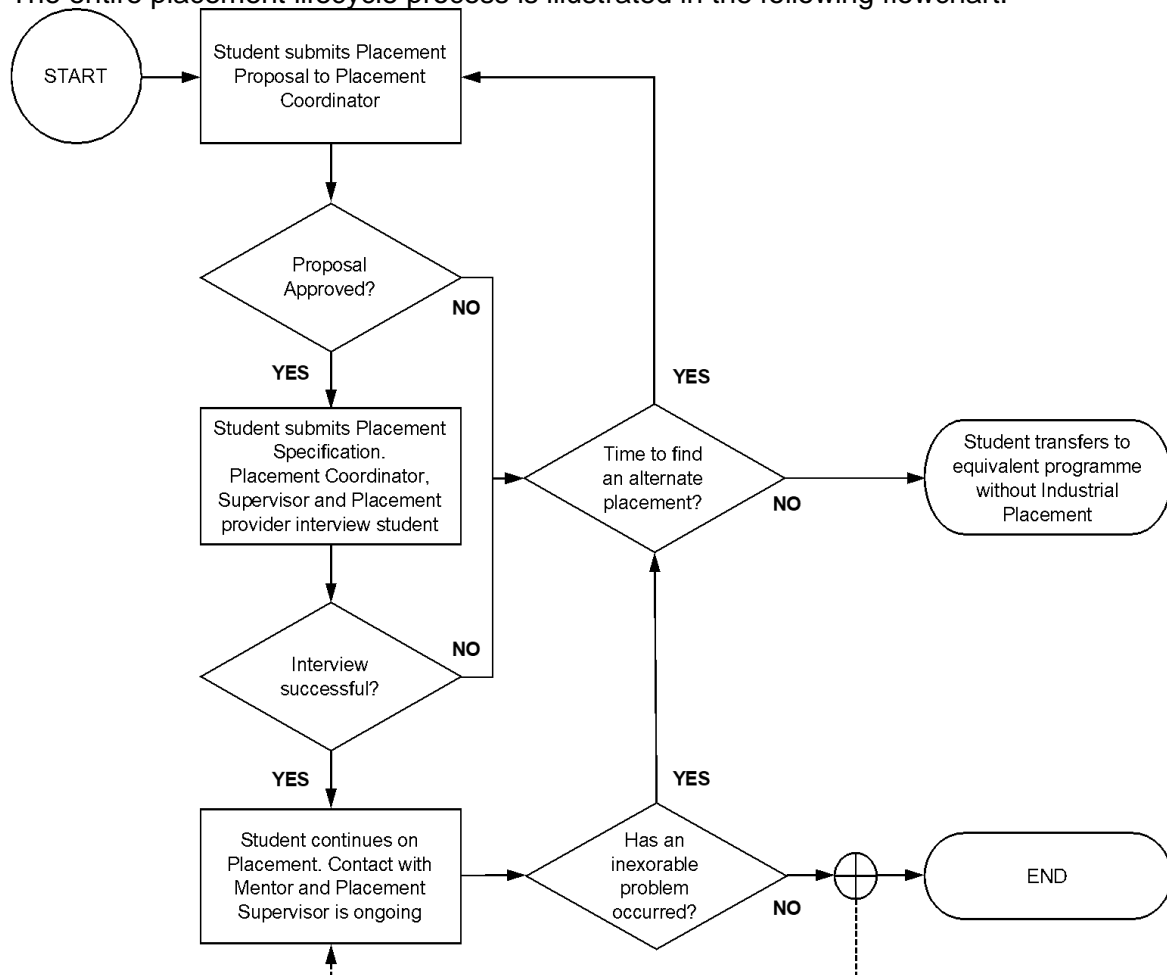 The entire placement lifecycle process is illustrated in the following flowchart.
START
Student submits Placement
Proposal to Placement
Coordinator
Proposal
Approved?
NO
YES
Student submits Placement
Specification.
Placement Coordinator,
Supervisor and Placement
provider interview student
YES
Time to find
an alternate
placement?
NO
Student transfers to
equivalent programme
without Industrial
Placement
Interview
successful?
NO
YES
Student continues on
Placement. Contact with
Mentor and Placement
Supervisor is ongoing
YES
Has an
inexorable
problem
occurred?
NO
END